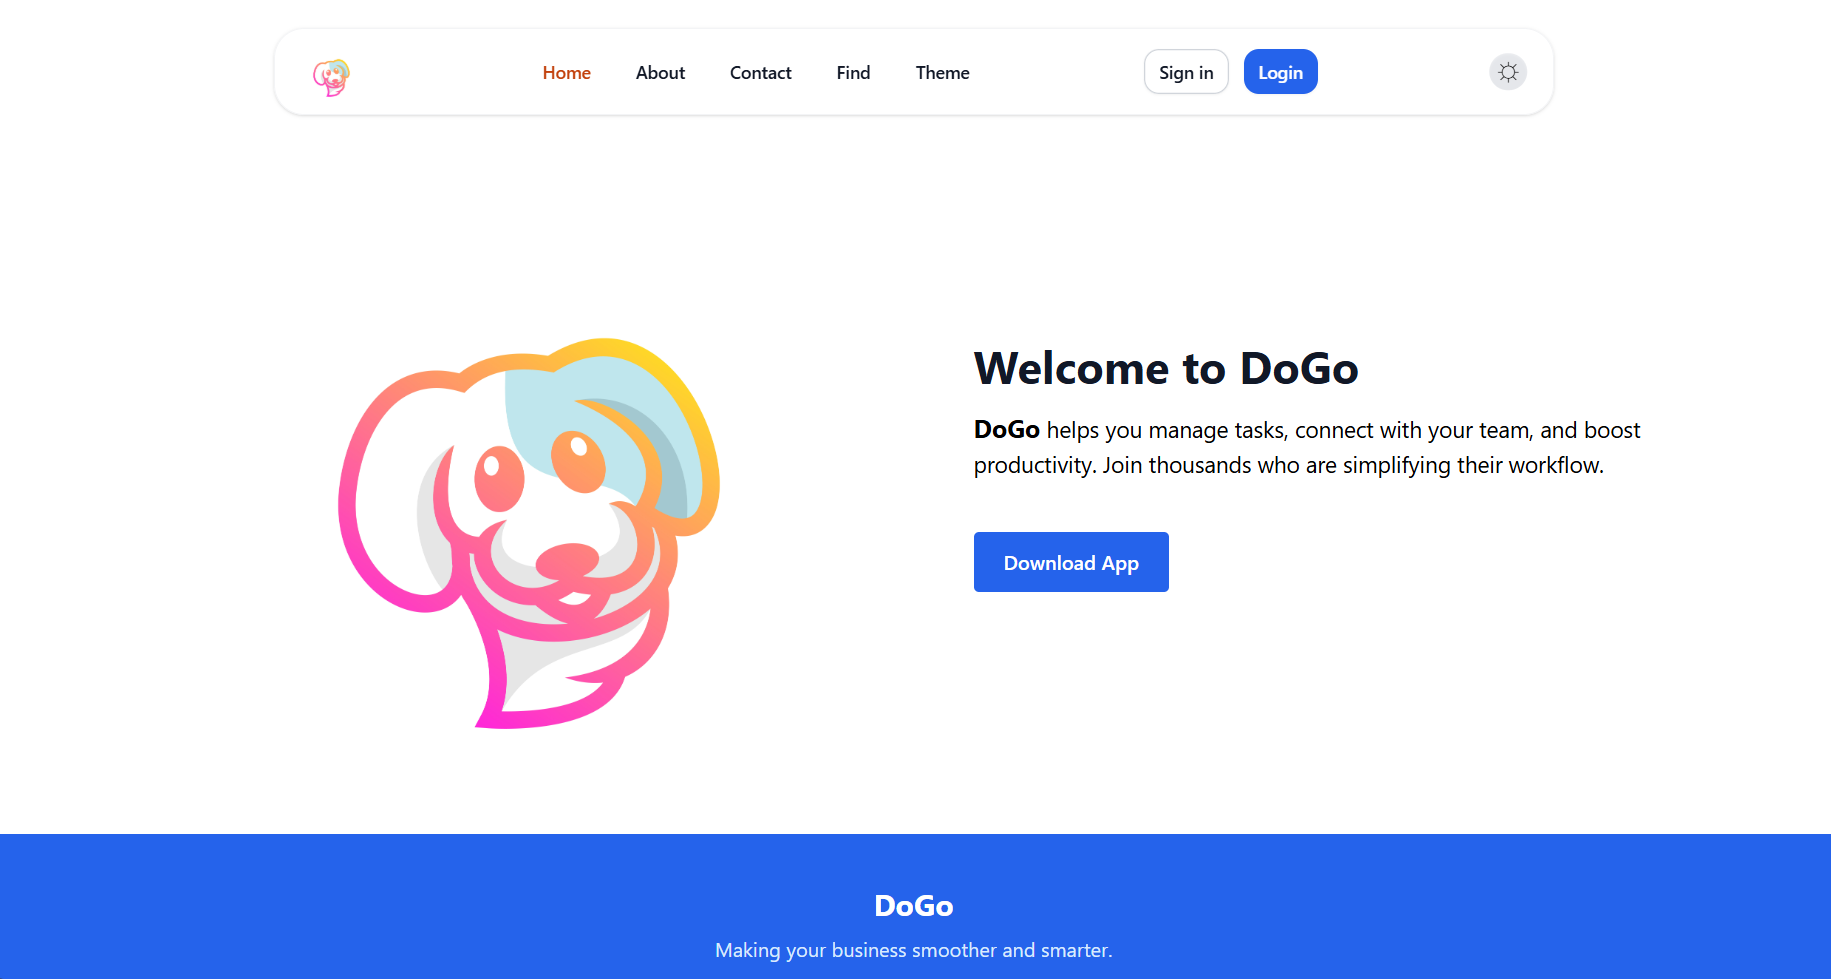 Home About Contact Find Theme Sign in Login
Welcome to DoGo
DoGo helps you manage tasks, connect with your team, and boost
productivity. Join thousands who are simplifying their workflow.
Download App
DoGo
Making your business smoother and smarter.